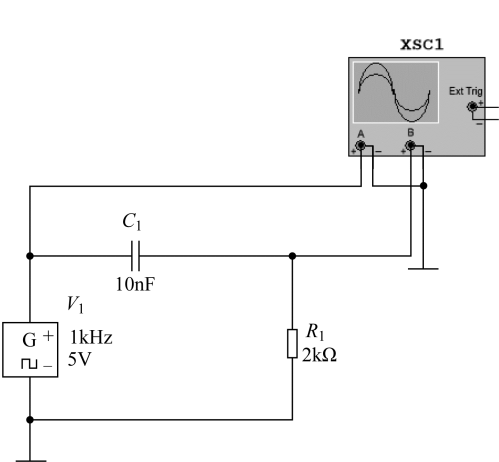 XSC1
Ext Trig
+
−
A
B
+ − + −
C₁
10nF
V₁
G + −
1kHz
5V
R₁
2kΩ